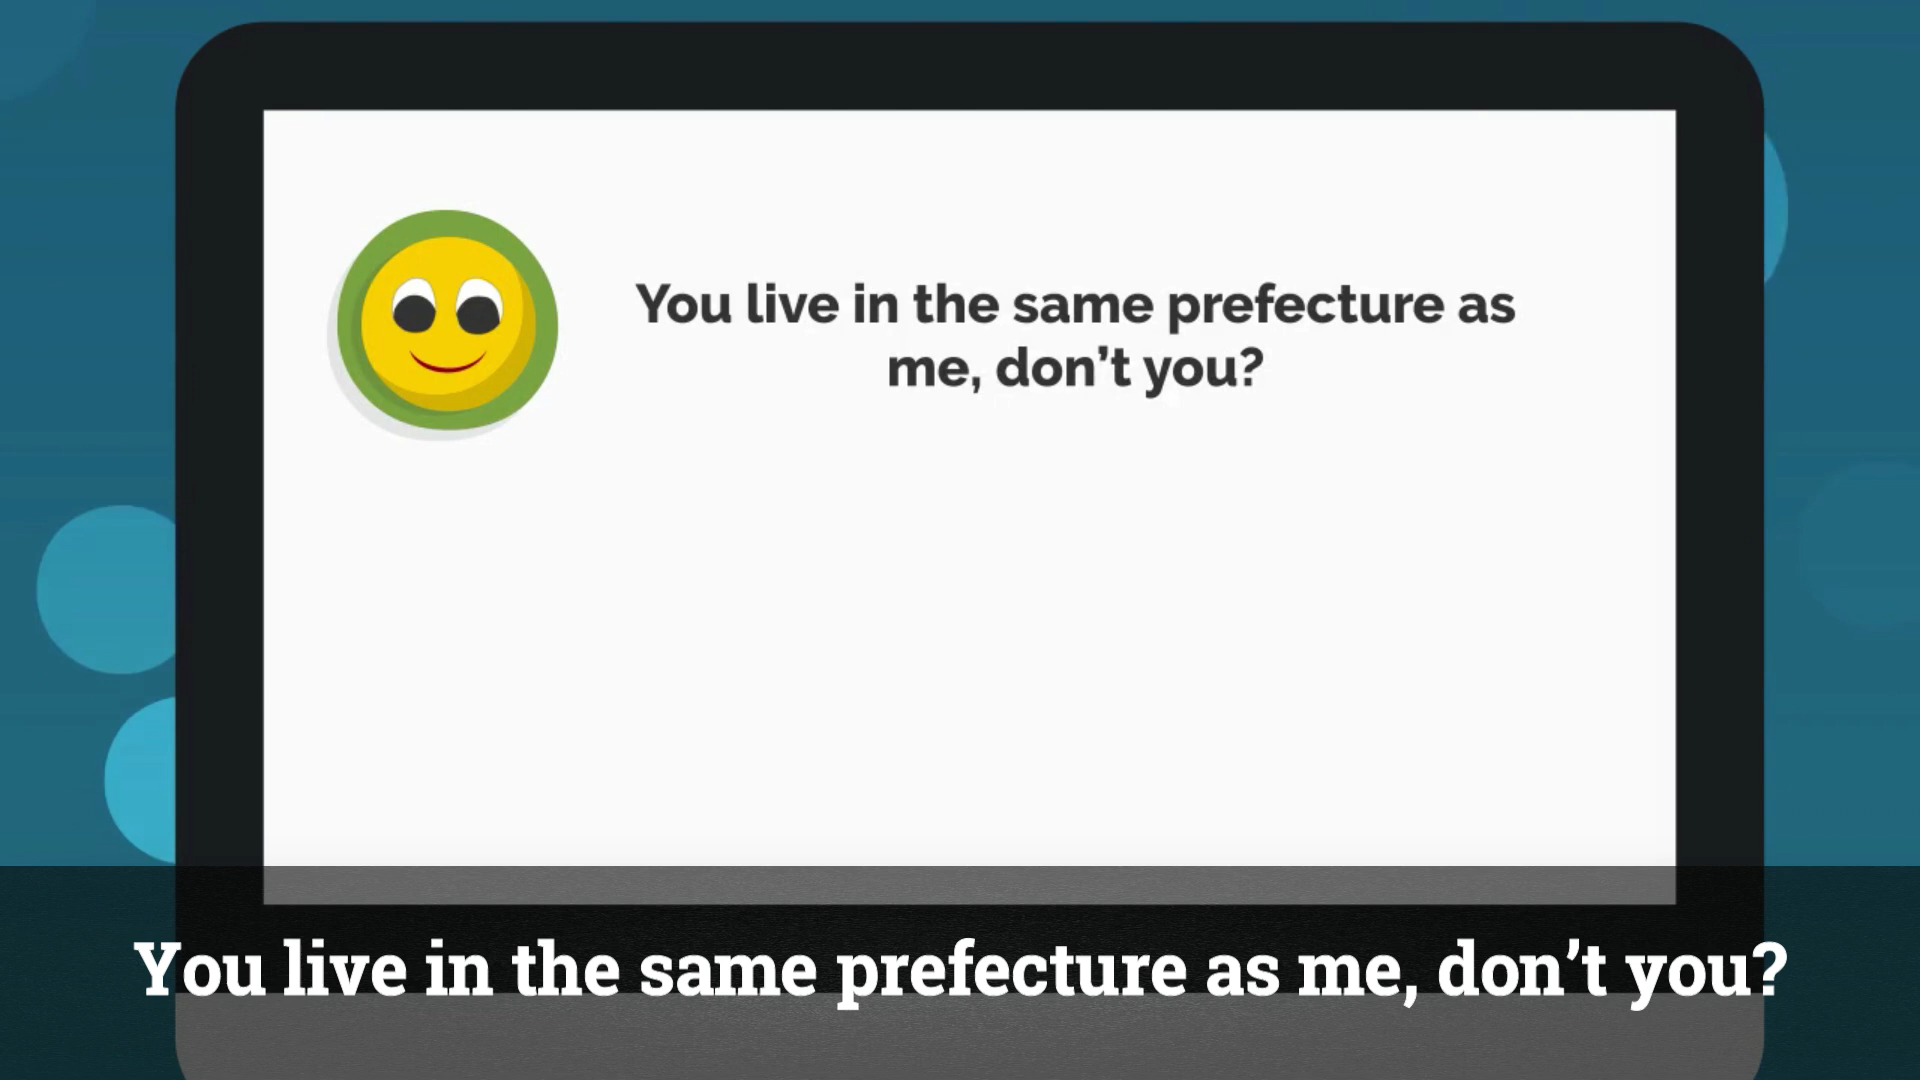 You live in the same prefecture as
me, don’t you?
You live in the same prefecture as me, don’t you?